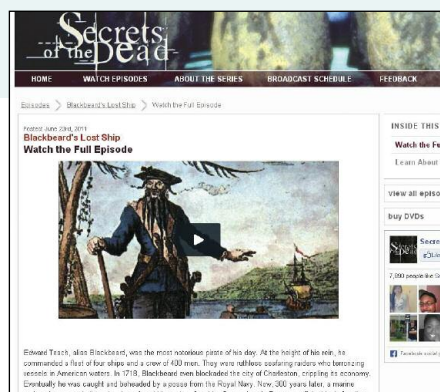 Secrets
of the Dead
HOME WATCH EPISODES ABOUT THE SERIES BROADCAST SCHEDULE FEEDBACK
Episodes > Blackbeard's Lost Ship > Watch the Full Episode
Posted June 23rd, 2011
Blackbeard's Lost Ship
Watch the Full Episode
Edward Teach, alias Blackbeard, was the most notorious pirate of his day. At the height of his rein, he
commanded a fleet of four ships and a crew of 400 men. They were ruthless seafaring raiders who terrorizing
vessels in American waters. In 1718, Blackbeard even blockaded the city of Charleston, crippling its economy.
Eventually he was caught and beheaded by a posse from the Royal Navy. Now, 300 years later, a marine
INSIDE THIS
Watch the Fu
Learn About
view all episo
buy DVDs
Secre
Li
7,990 people like Se
Facebook social p